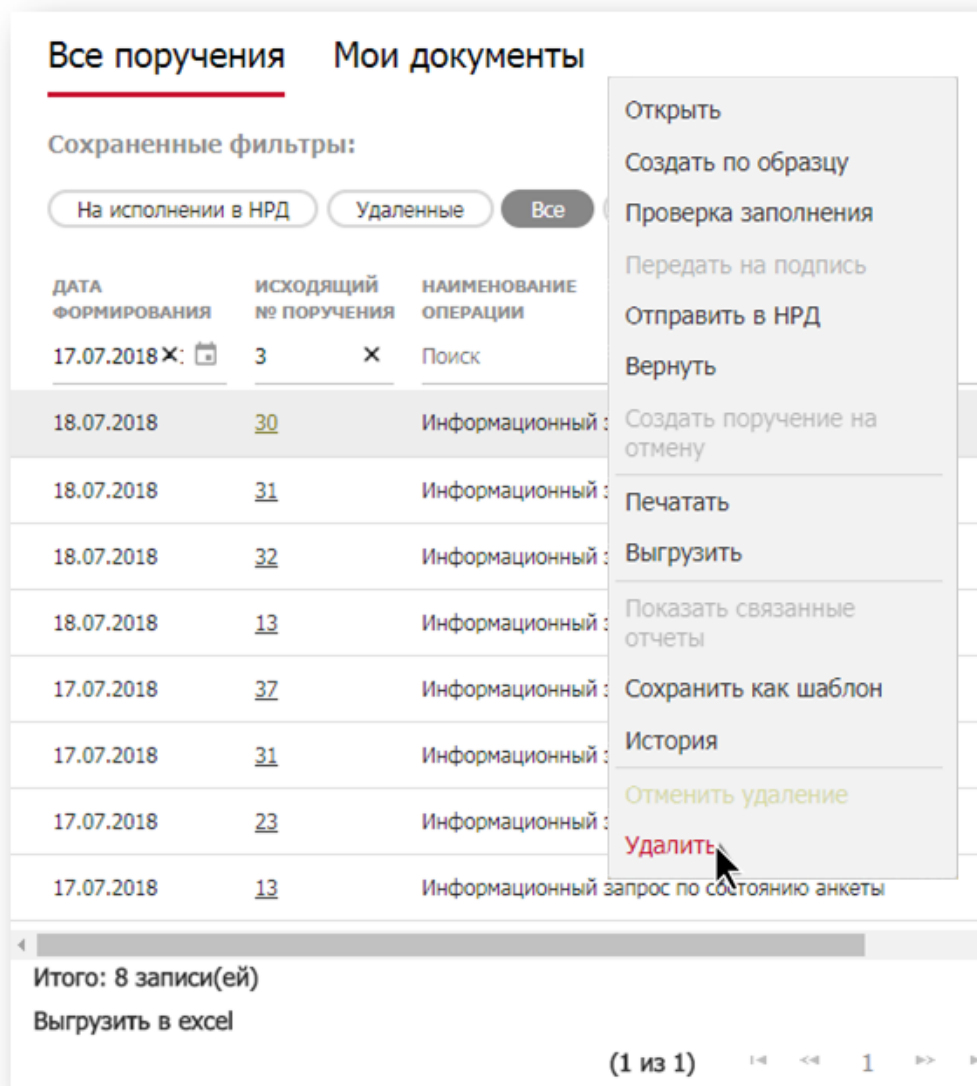 Все поручения Мои документы
Сохраненные фильтры:
На исполнении в НРД Удаленные Все
ДАТА ФОРМИРОВАНИЯ ИСХОДЯЩИЙ № ПОРУЧЕНИЯ НАИМЕНОВАНИЕ ОПЕРАЦИИ
17.07.2018 3 Поиск
18.07.2018 30 Информационный
18.07.2018 31 Информационный
18.07.2018 32 Информационный
18.07.2018 13 Информационный
17.07.2018 37 Информационный
17.07.2018 31 Информационный
17.07.2018 23 Информационный
17.07.2018 13 Информационный запрос по состоянию анкеты
Открыть
Создать по образцу
Проверка заполнения
Передать на подпись
Отправить в НРД
Вернуть
Создать поручение на
отмену
Печатать
Выгрузить
Показать связанные
отчеты
Сохранить как шаблон
История
Отменить удаление
Удалить
Итого: 8 записи(ей)
Выгрузить в excel
(1 из 1) 1